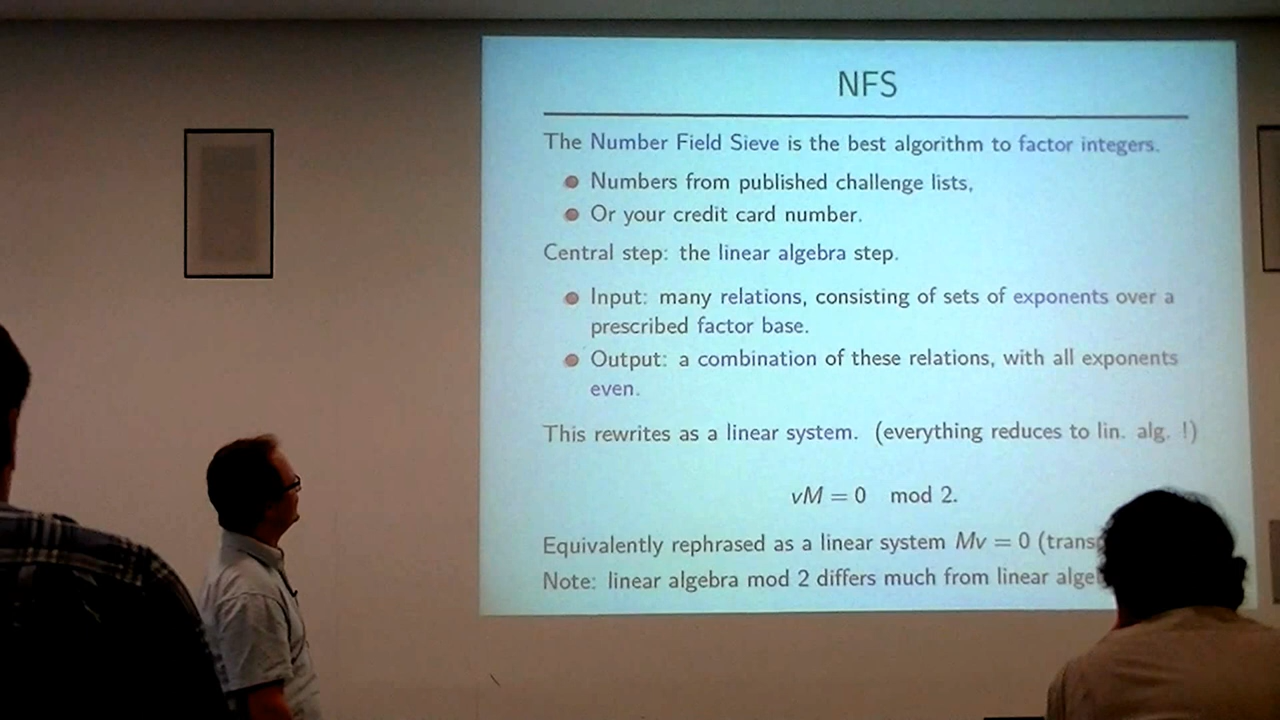 NFS
The Number Field Sieve is the best algorithm to factor integers.
Numbers from published challenge lists,
Or your credit card number.
Central step: the linear algebra step.
Input: many relations, consisting of sets of exponents over a
prescribed factor base.
Output: a combination of these relations, with all exponents
even.
This rewrites as a linear system. (everything reduces to lin. alg. !)
vM = 0 mod 2.
Equivalently rephrased as a linear system Mv = 0
Note: linear algebra mod 2 differs much from linear